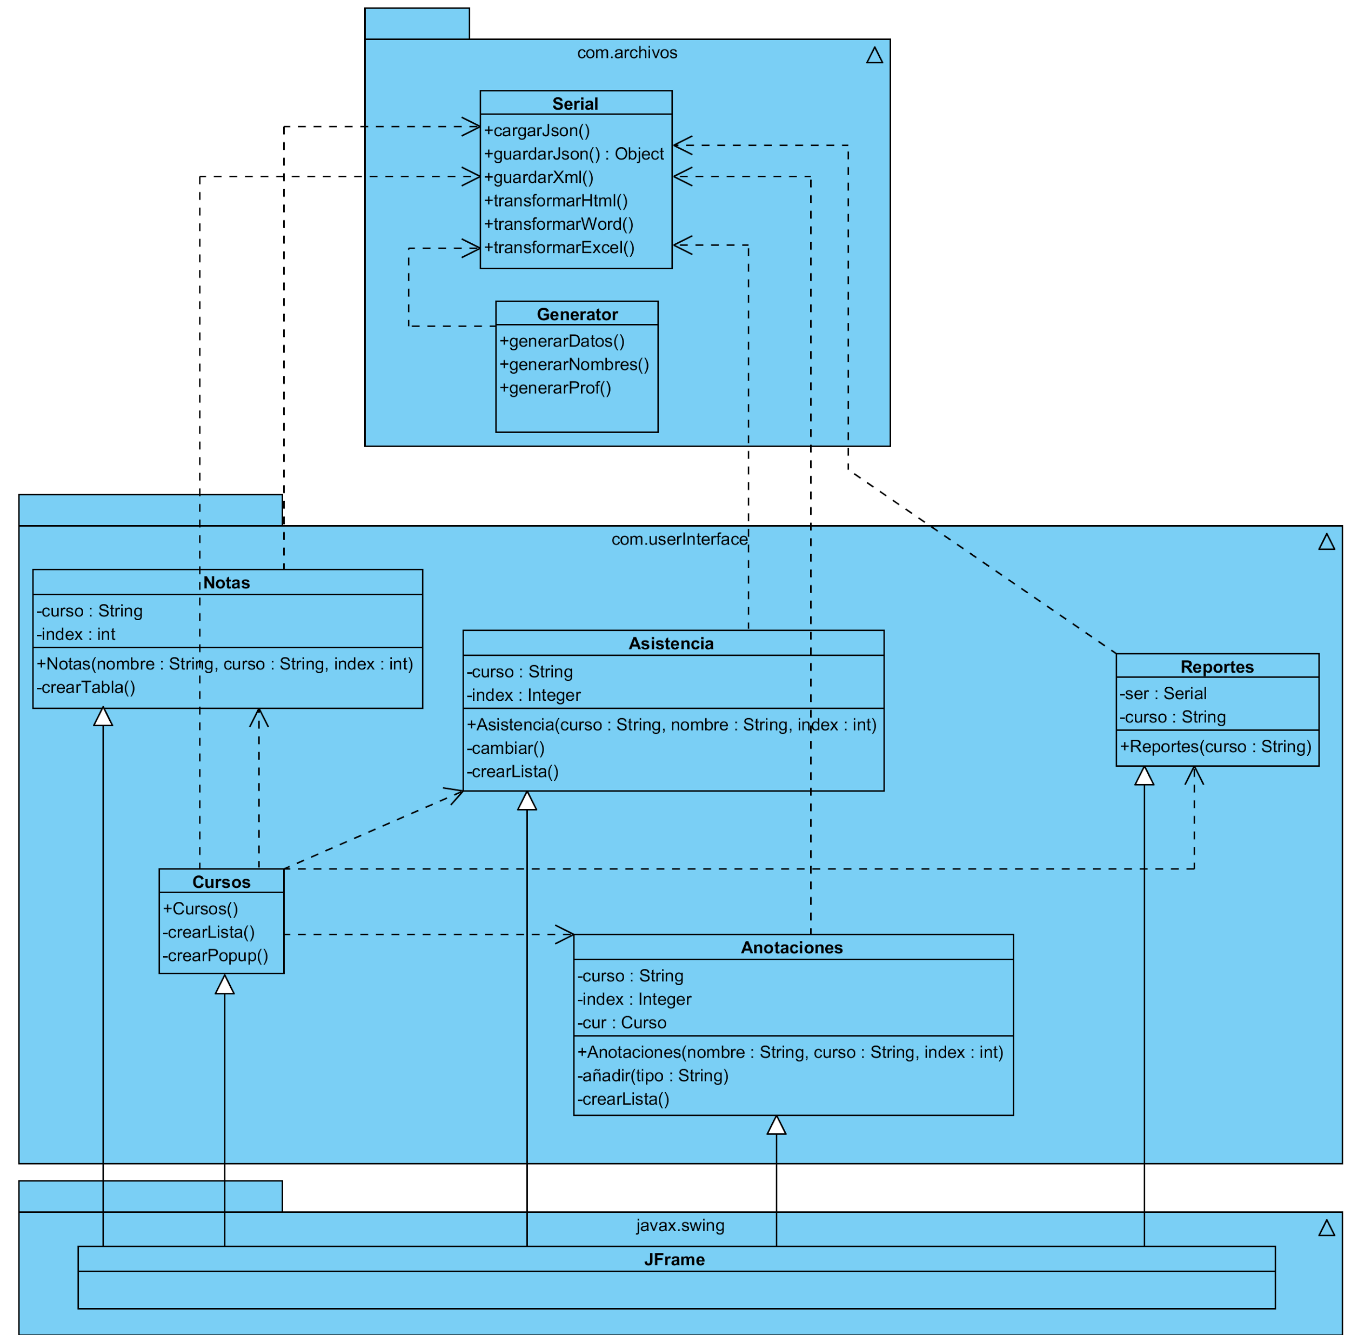 com.archivos
Serial
+cargarJson()
+guardarJson() : Object
+guardarXml()
+transformarHtml()
+transformarWord()
+transformarExcel()
Generator
+generarDatos()
+generarNombres()
+generarProf()
com.userInterface
Notas
-curso : String
-index : int
+Notas(nombre : String, curso : String, index : int)
-crearTabla()
Asistencia
-curso : String
-index : Integer
+Asistencia(curso : String, nombre : String, index : int)
-cambiar()
-crearLista()
Reportes
-ser : Serial
-curso : String
+Reportes(curso : String)
Cursos
+Cursos()
-crearLista()
-crearPopup()
Anotaciones
-curso : String
-index : Integer
-cur : Curso
+Anotaciones(nombre : String, curso : String, index : int)
-añadir(tipo : String)
-crearLista()
javax.swing
JFrame